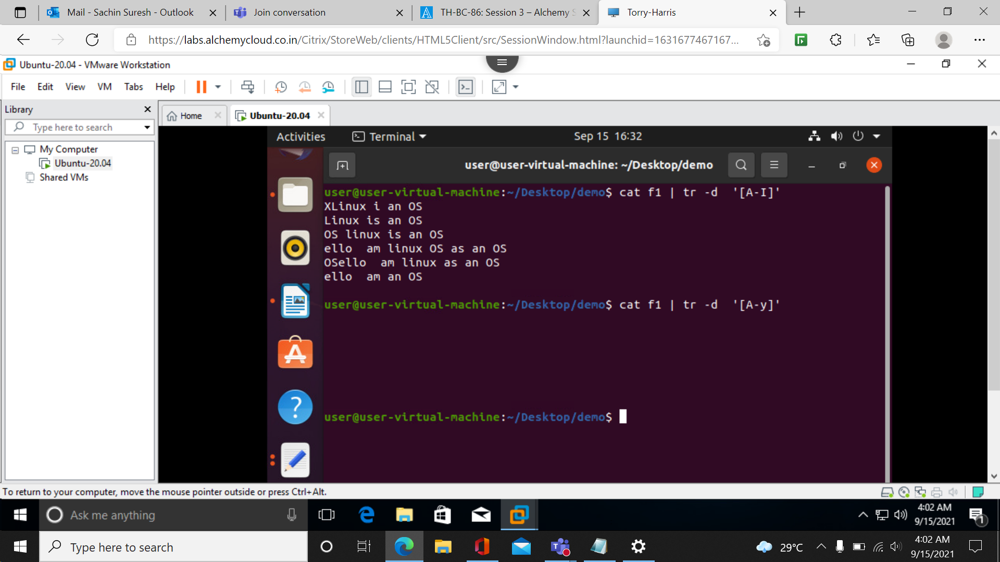 Mail - Sachin Suresh - Outlook
Join conversation
TH-BC-86: Session 3 – Alchemy S
Torry-Harris
https://labs.alchemycloud.co.in/Citrix/StoreWeb/clients/HTML5Client/src/SessionWindow.html?launchid=1631677467167...
Ubuntu-20.04 - VMware Workstation
File Edit View VM Tabs Help
Library
Home
Ubuntu-20.04
Type here to search
My Computer
Ubuntu-20.04
Shared VMs
Activities
Terminal
Sep 15 16:32
user@user-virtual-machine: ~/Desktop/demo
user@user-virtual-machine:~/Desktop/demo$ cat f1 | tr -d  '[A-I]'
XLinux i an OS
Linux is an OS
OS linux is an OS
ello  am linux OS as an OS
OSello  am linux as an OS
ello  am an OS
user@user-virtual-machine:~/Desktop/demo$ cat f1 | tr -d  '[A-y]'
user@user-virtual-machine:~/Desktop/demo$
To return to your computer, move the mouse pointer outside or press Ctrl+Alt.
Ask me anything
4:02 AM
9/15/2021
1
Type here to search
29°C
4:02 AM
9/15/2021